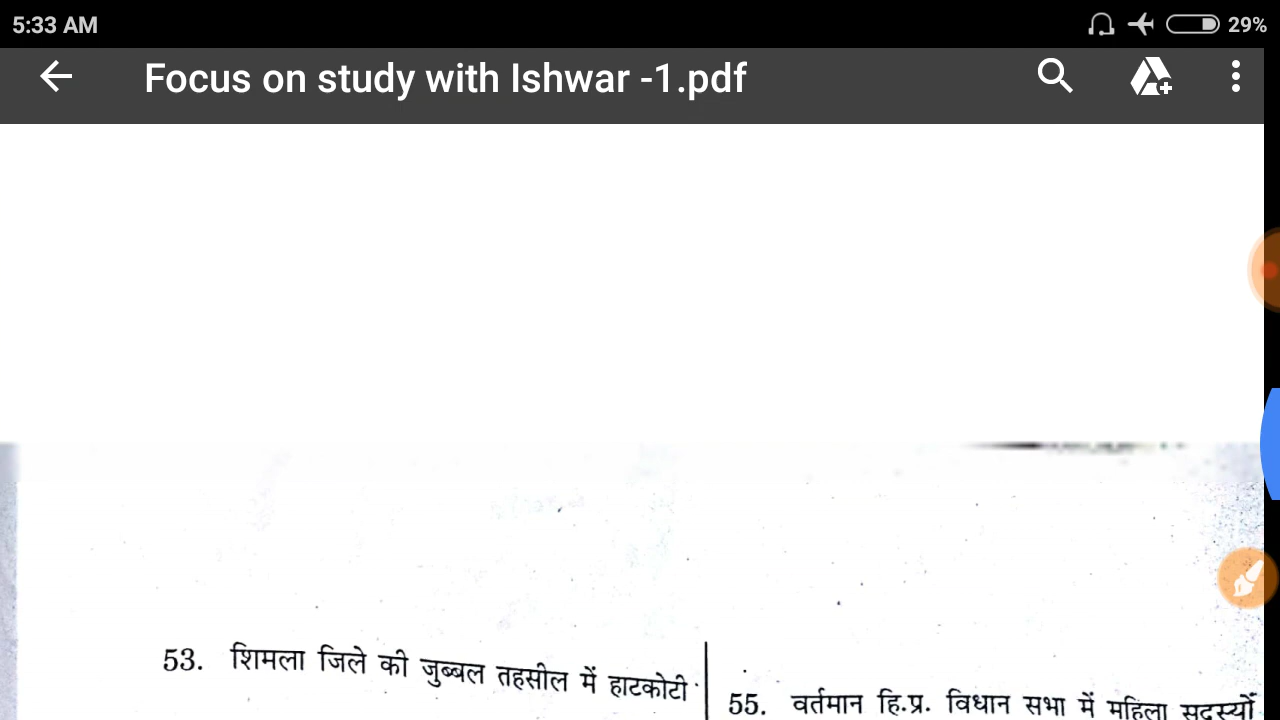 5:33 AM
29%
Focus on study with Ishwar -1.pdf
53. शिमला जिले की जुब्बल तहसील में हाटकोटी
55. वर्तमान हि.प्र. विधान सभा में महिला सदस्यों